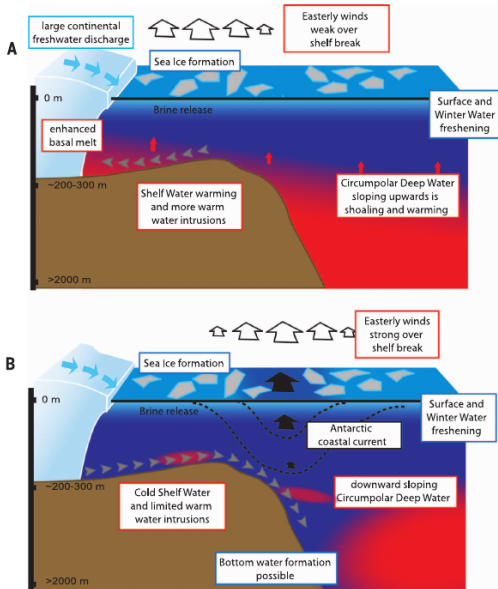 A
large continental
freshwater discharge
Easterly winds
weak over
shelf break
Sea Ice formation
0 m
Brine release
Surface and
Winter Water
freshening
enhanced
basal melt
~200-300 m
Shelf Water warming
and more warm
water intrusions
Circumpolar Deep Water
sloping upwards is
shoaling and warming
>2000 m
B
Easterly winds
strong over
shelf break
Sea Ice formation
0 m
Brine release
Surface and
Winter Water
freshening
Antarctic
coastal current
~200-300 m
Cold Shelf Water
and limited warm
water intrusions
downward sloping
Circumpolar Deep Water
Bottom water formation
possible
>2000 m